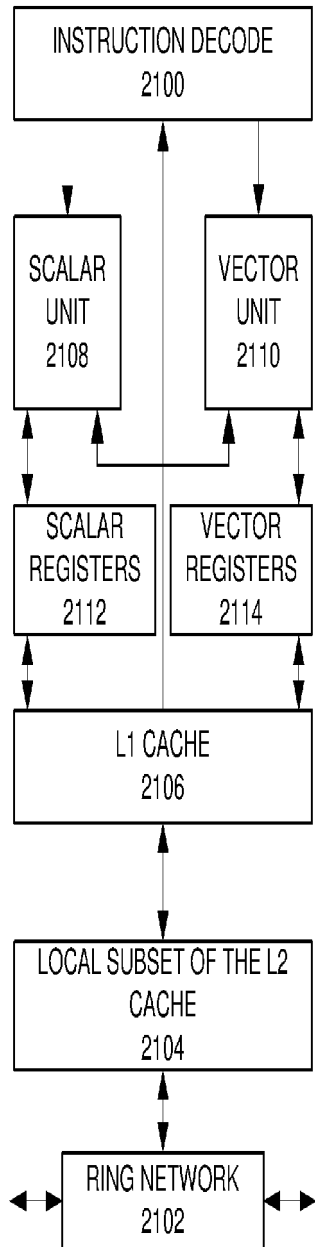 INSTRUCTION DECODE
2100
SCALAR
UNIT
2108
VECTOR
UNIT
2110
SCALAR
REGISTERS
2112
VECTOR
REGISTERS
2114
L1 CACHE
2106
LOCAL SUBSET OF THE L2
CACHE
2104
RING NETWORK
2102